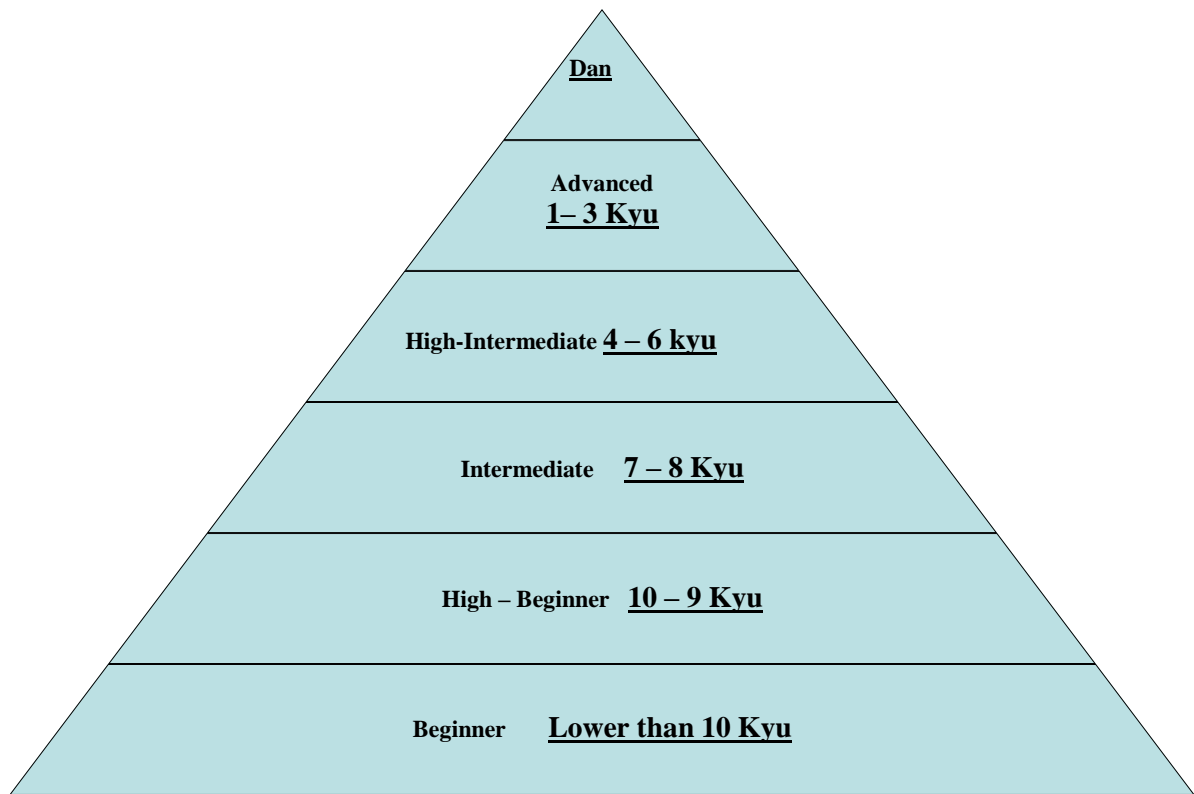 Dan
Advanced
1– 3 Kyu
High-Intermediate 4 – 6 kyu
Intermediate 7 – 8 Kyu
High – Beginner 10 – 9 Kyu
Beginner Lower than 10 Kyu